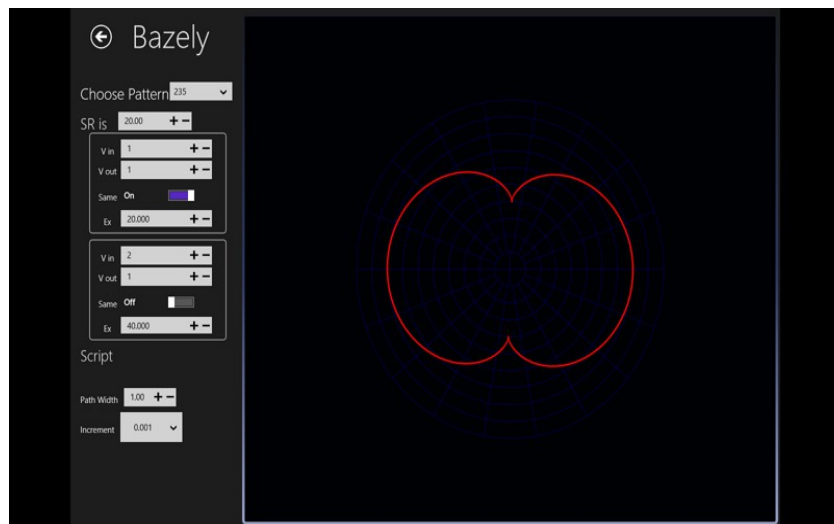 Bazely
Choose Pattern 235
SR is 20.00 + −
V in 1 + −
V out 1 + −
Same On
Ex 20.000 + −
V in 2 + −
V out 1 + −
Same Off
Ex 40.000 + −
Script
Path Width 1.00 + −
Increment 0.001